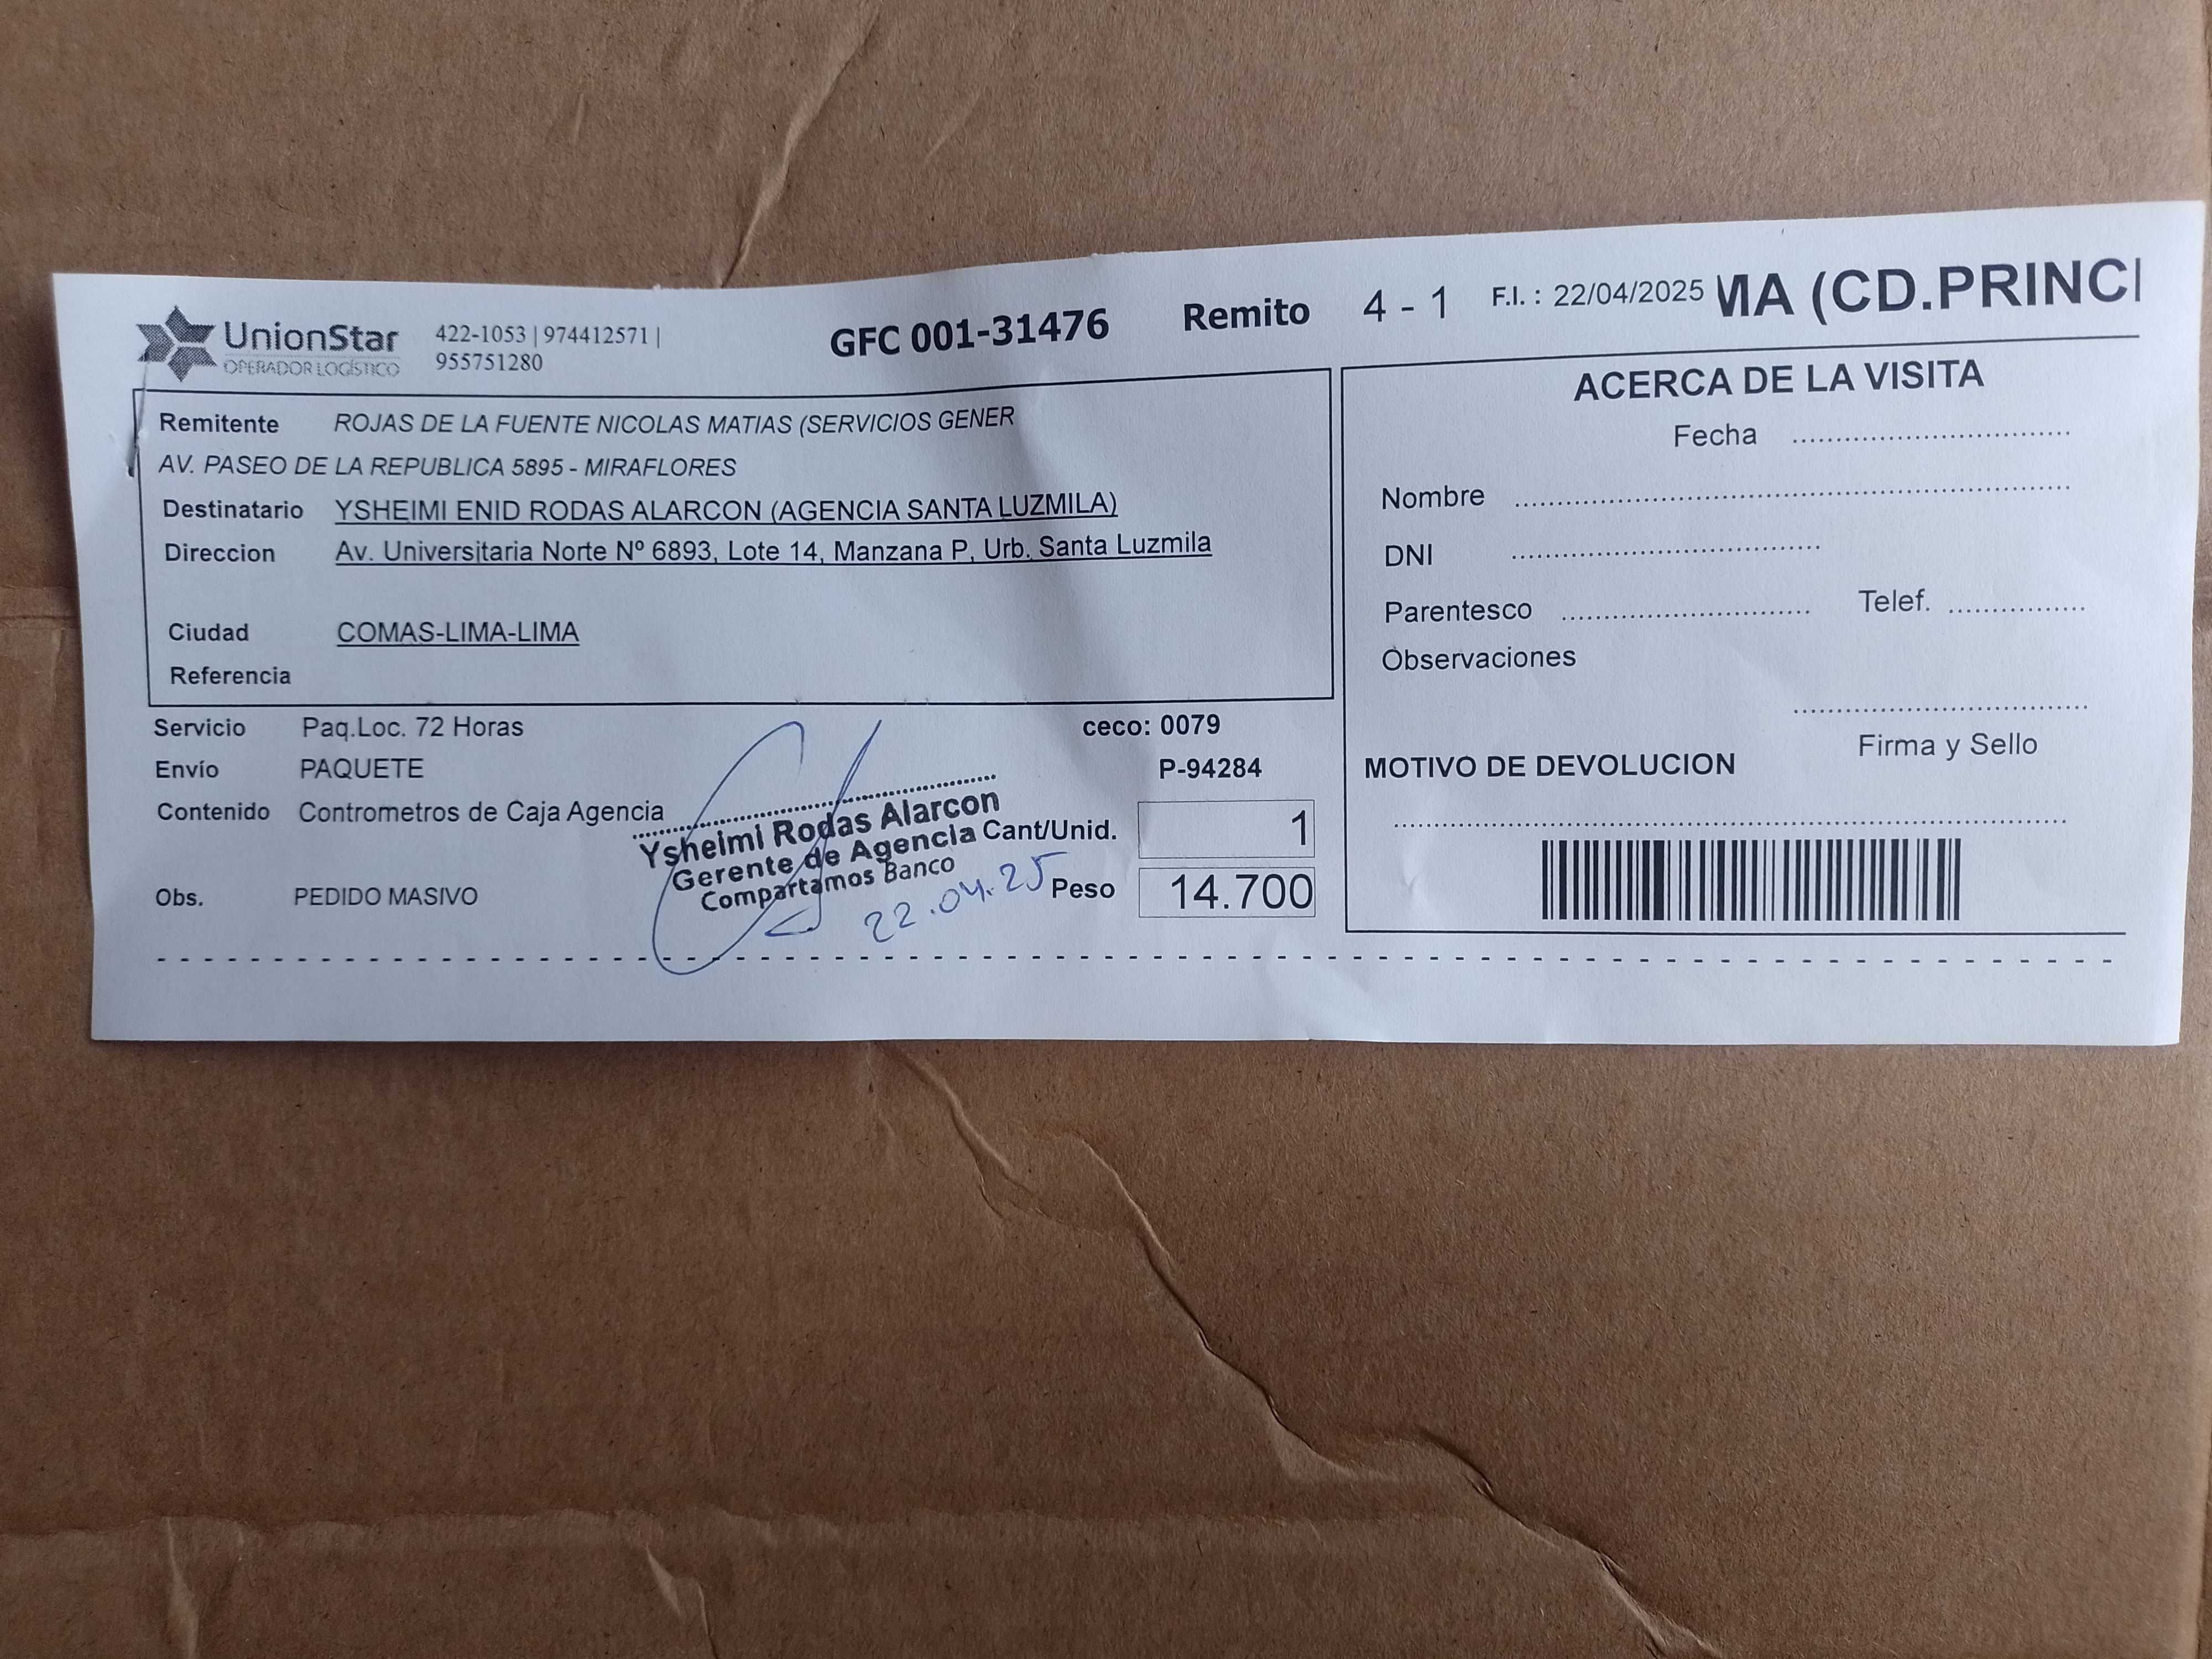 UnionStar
OPERADOR LOGÍSTICO
422-1053 | 974412571 |
955751280
GFC 001-31476
Remito 4 - 1
F.I. : 22/04/2025
MA (CD.PRINCI
Remitente ROJAS DE LA FUENTE NICOLAS MATIAS (SERVICIOS GENER
AV. PASEO DE LA REPUBLICA 5895 - MIRAFLORES
Destinatario YSHEIMI ENID RODAS ALARCON (AGENCIA SANTA LUZMILA)
Direccion Av. Universitaria Norte Nº 6893, Lote 14, Manzana P, Urb. Santa Luzmila
Ciudad COMAS-LIMA-LIMA
Referencia
Servicio Paq.Loc. 72 Horas
ceco: 0079
Envío PAQUETE
P-94284
Contenido Contrometros de Caja Agencia
Cant/Unid. 1
Obs. PEDIDO MASIVO
Peso 14.700
Ysheimi Rodas Alarcon
Gerente de Agencia
Compartamos Banco
22.04.25
ACERCA DE LA VISITA
Fecha
Nombre
DNI
Parentesco Telef.
Observaciones
Firma y Sello
MOTIVO DE DEVOLUCION